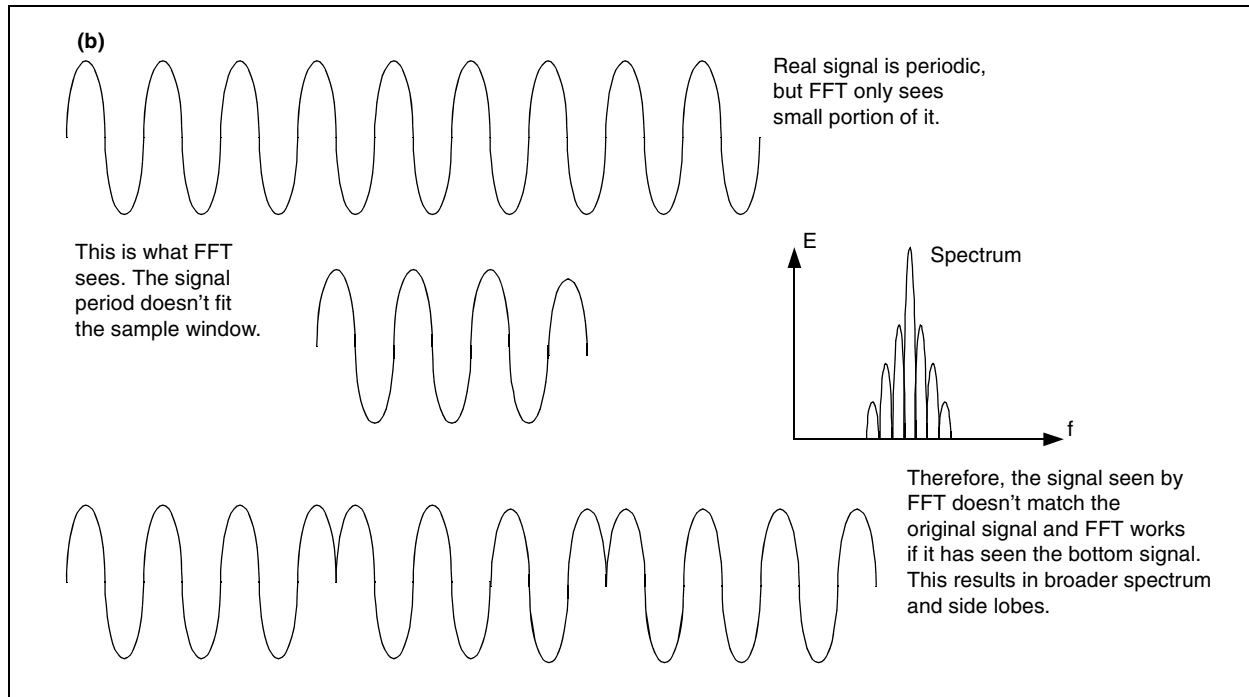 (b)
Real signal is periodic,
but FFT only sees
small portion of it.
This is what FFT
sees. The signal
period doesn't fit
the sample window.
E
Spectrum
f
Therefore, the signal seen by
FFT doesn't match the
original signal and FFT works
if it has seen the bottom signal.
This results in broader spectrum
and side lobes.